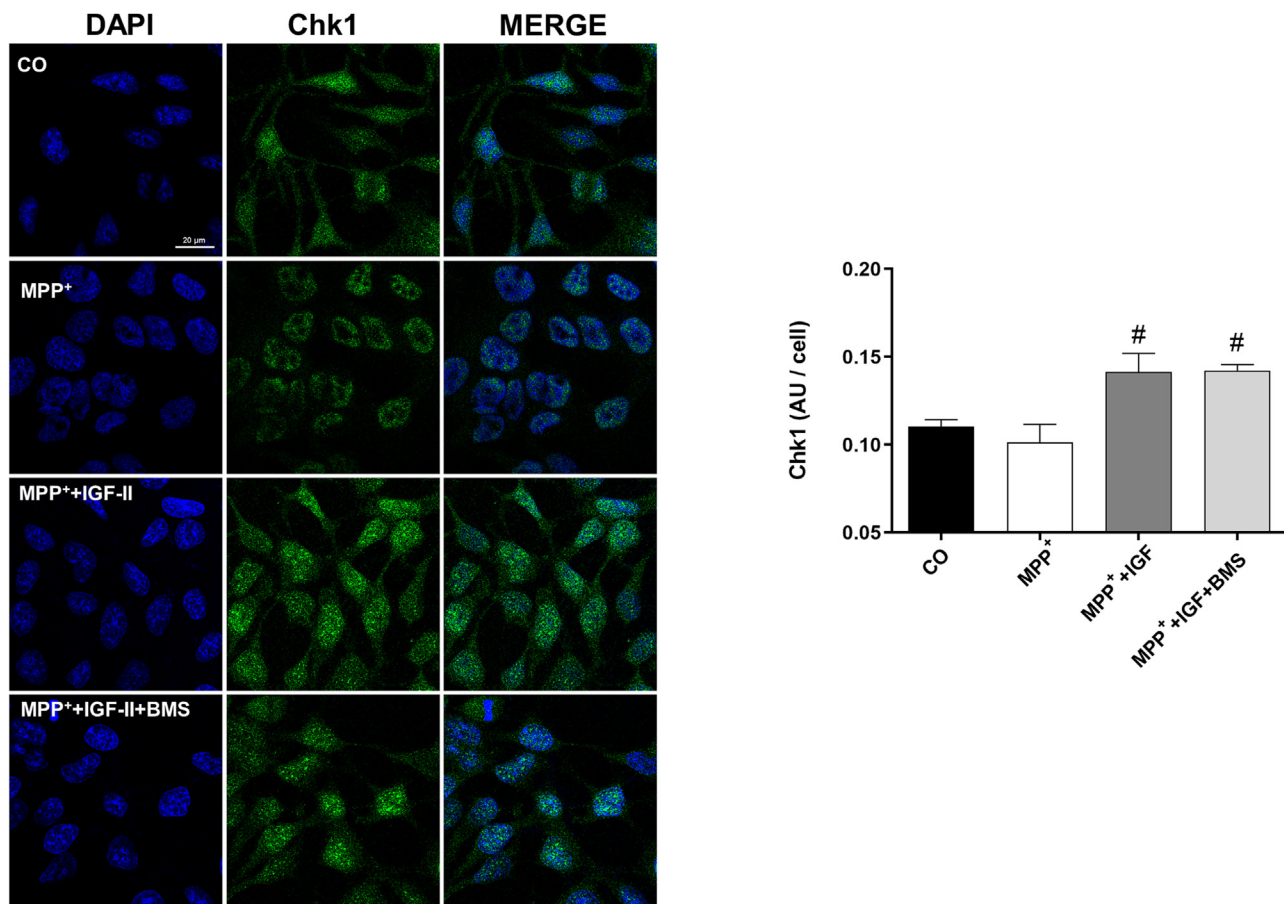 DAPI Chk1 MERGE
CO
20 µm
MPP⁺
MPP⁺+IGF-II
MPP⁺+IGF-II+BMS
Chk1 (AU / cell)
0.20
0.15
0.10
0.05
# #
CO
MPP⁺
MPP⁺+IGF
MPP⁺+IGF+BMS